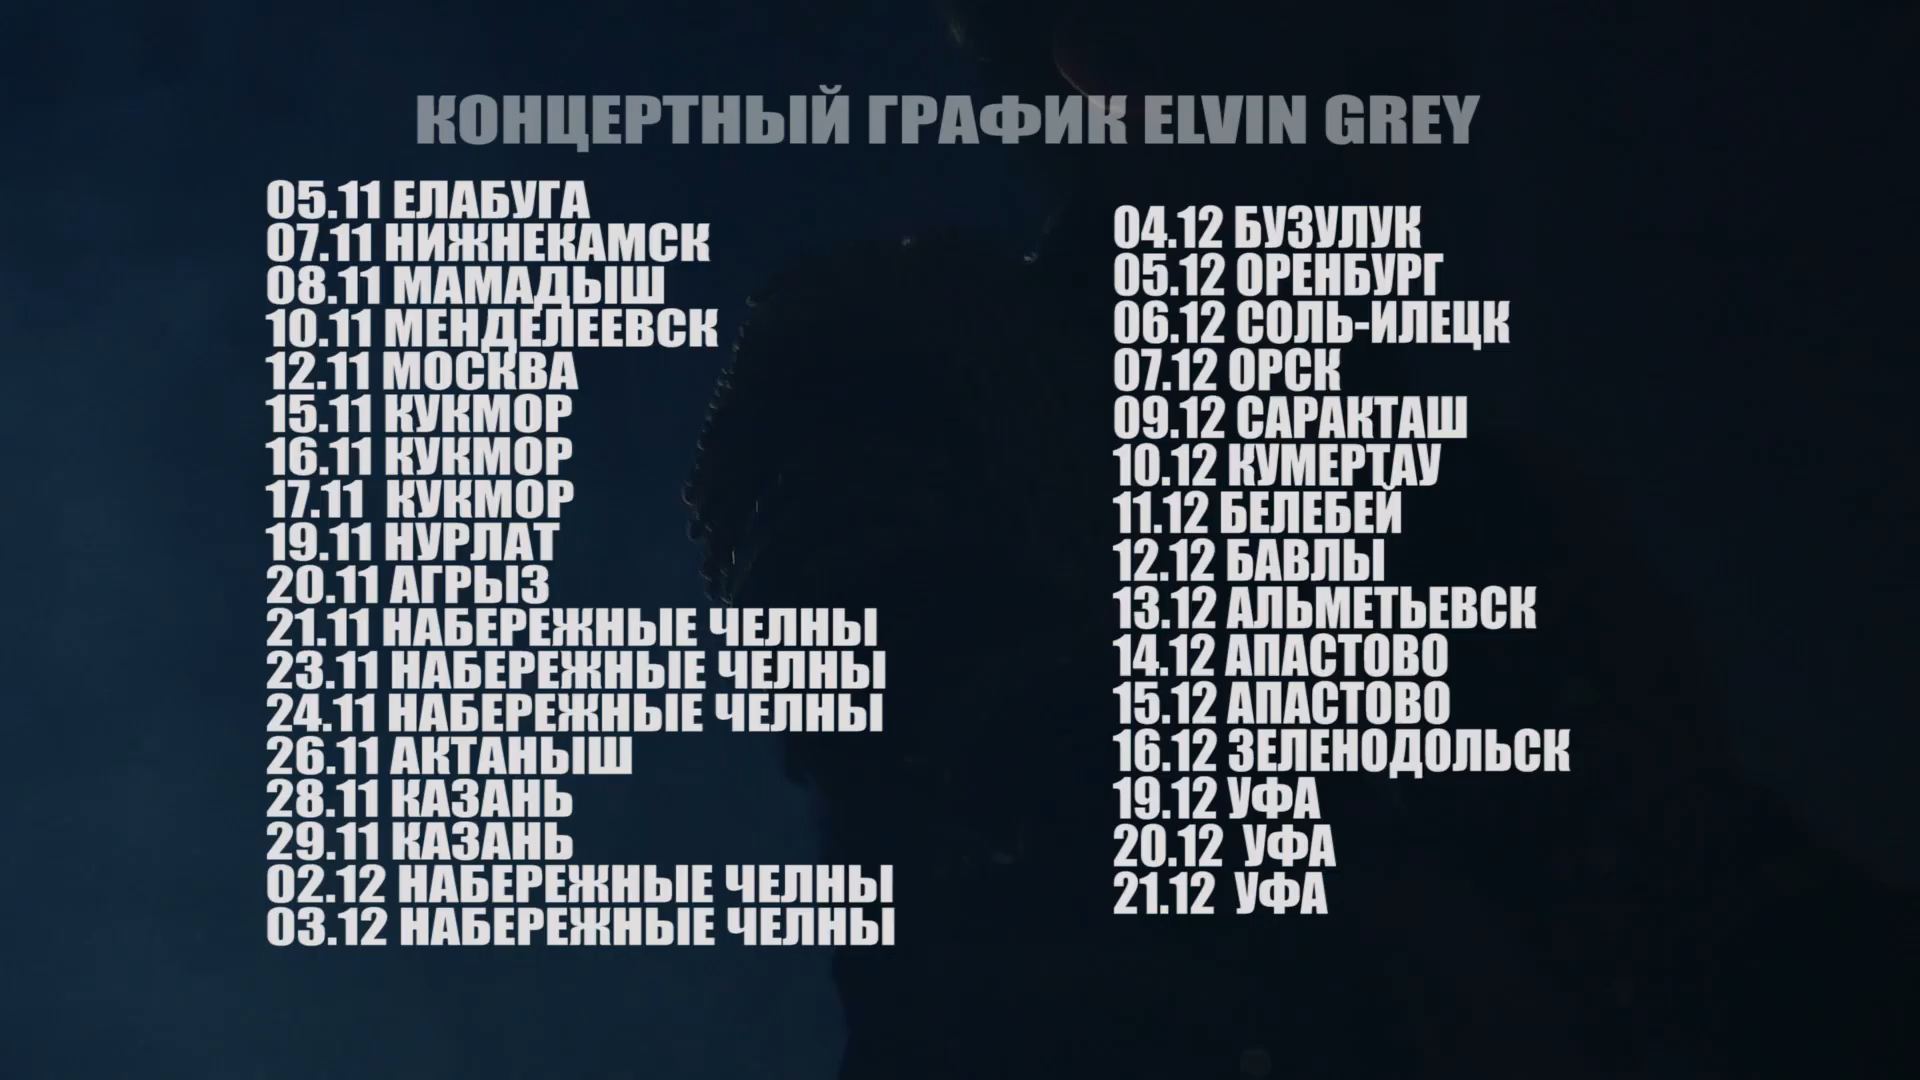 КОНЦЕРТНЫЙ ГРАФИК ELVIN GREY
05.11 ЕЛАБУГА
07.11 НИЖНЕКАМСК
08.11 МАМАДЫШ
10.11 МЕНДЕЛЕЕВСК
12.11 МОСКВА
15.11 КУКМОР
16.11 КУКМОР
17.11 КУКМОР
19.11 НУРЛАТ
20.11 АГРЫЗ
21.11 НАБЕРЕЖНЫЕ ЧЕЛНЫ
23.11 НАБЕРЕЖНЫЕ ЧЕЛНЫ
24.11 НАБЕРЕЖНЫЕ ЧЕЛНЫ
26.11 АКТАНЫШ
28.11 КАЗАНЬ
29.11 КАЗАНЬ
02.12 НАБЕРЕЖНЫЕ ЧЕЛНЫ
03.12 НАБЕРЕЖНЫЕ ЧЕЛНЫ
04.12 БУЗУЛУК
05.12 ОРЕНБУРГ
06.12 СОЛЬ-ИЛЕЦК
07.12 ОРСК
09.12 САРАКТАШ
10.12 КУМЕРТАУ
11.12 БЕЛЕБЕЙ
12.12 БАВЛЫ
13.12 АЛЬМЕТЬЕВСК
14.12 АПАСТОВО
15.12 АПАСТОВО
16.12 ЗЕЛЕНОДОЛЬСК
19.12 УФА
20.12 УФА
21.12 УФА